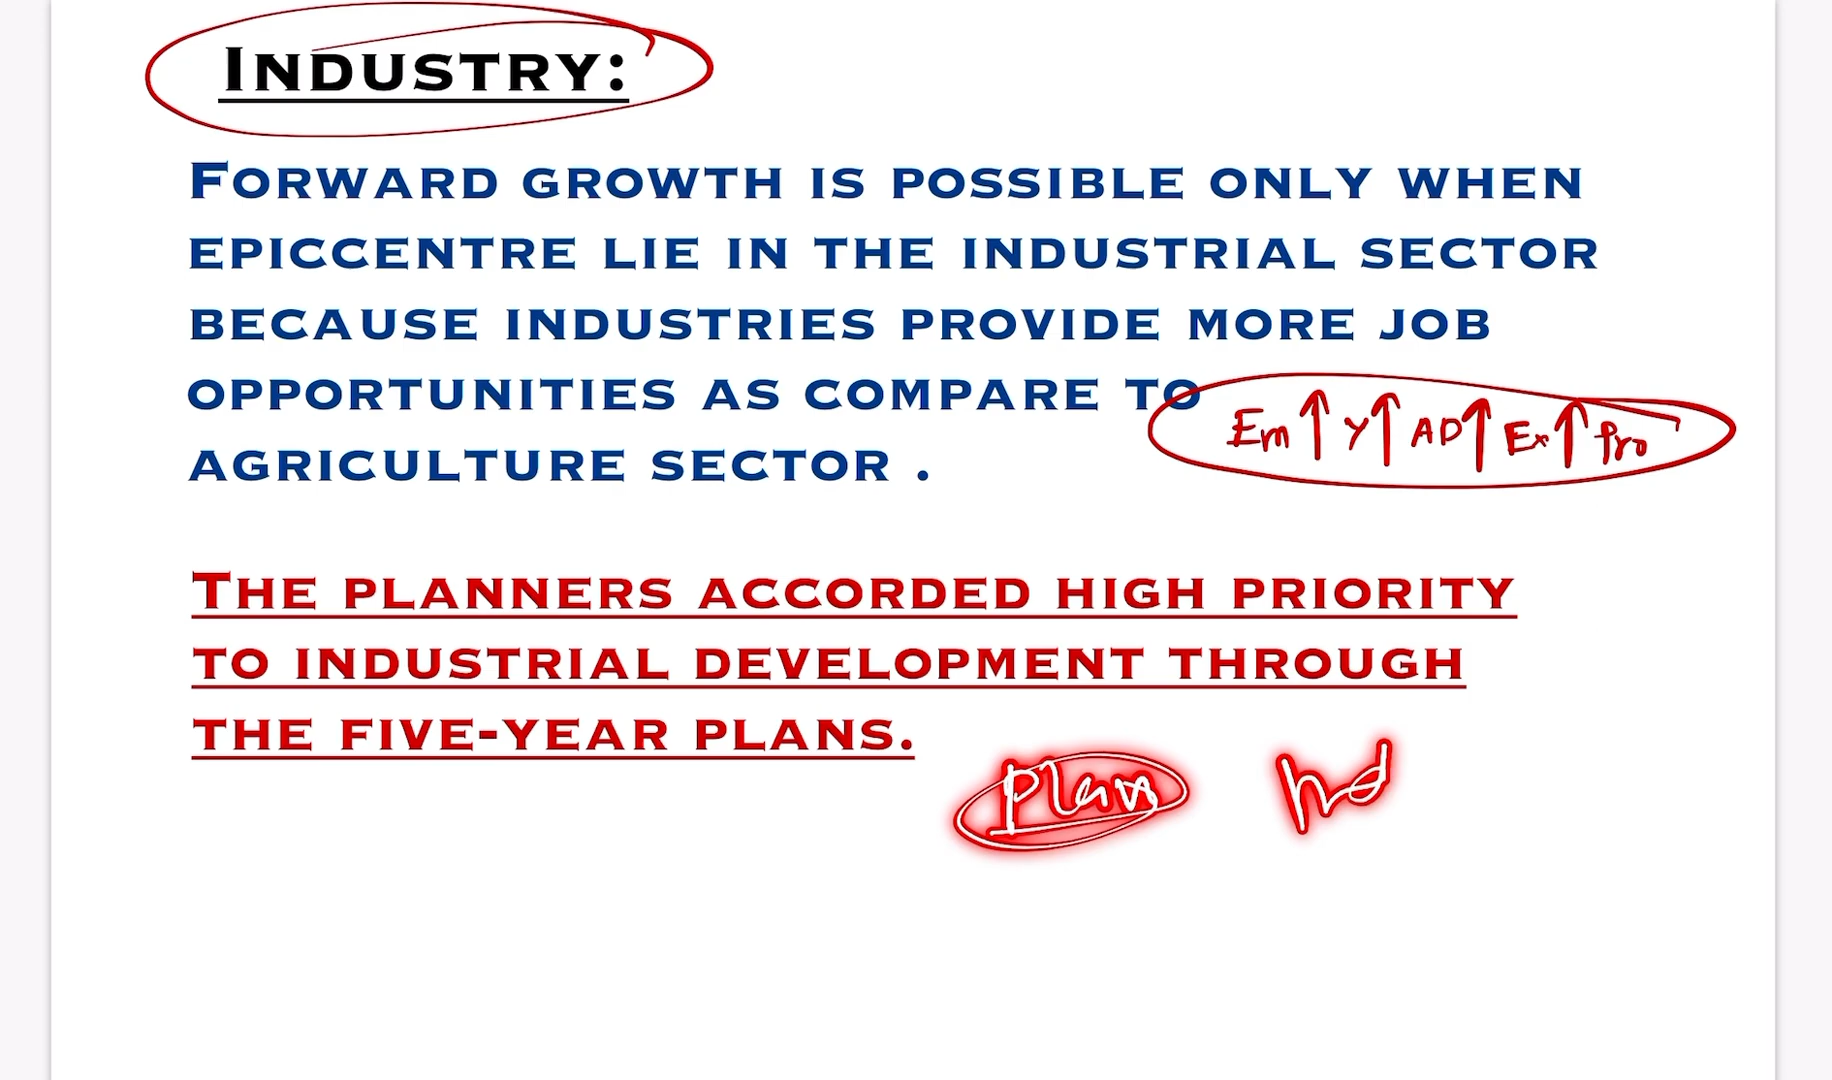 INDUSTRY:
FORWARD GROWTH IS POSSIBLE ONLY WHEN
EPICCENTRE LIE IN THE INDUSTRIAL SECTOR
BECAUSE INDUSTRIES PROVIDE MORE JOB
OPPORTUNITIES AS COMPARE TO
Em ↑ Y ↑ AD ↑ Ex ↑ Pro
AGRICULTURE SECTOR .
THE PLANNERS ACCORDED HIGH PRIORITY
TO INDUSTRIAL DEVELOPMENT THROUGH
THE FIVE-YEAR PLANS.
Plan